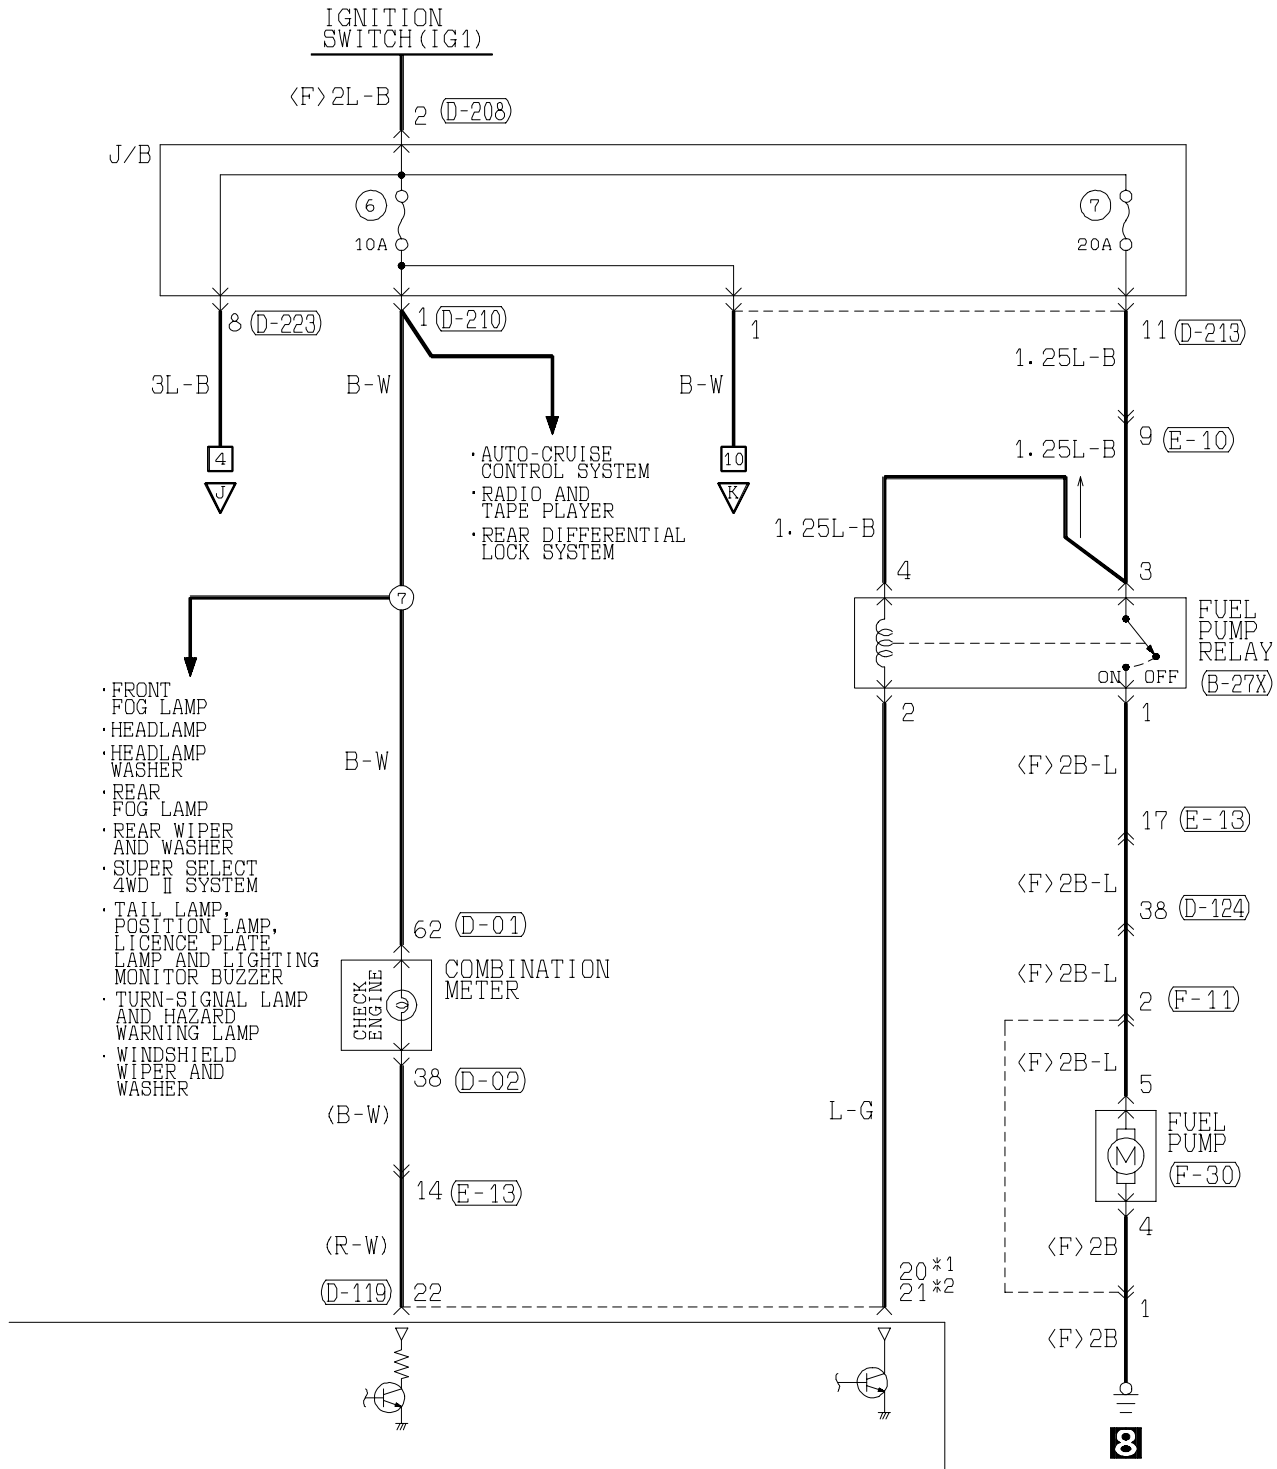 IGNITION
SWITCH(IG1)
<F>2L-B
2 (D-208)
J/B
6
10A
7
20A
8 (D-223)
1 (D-210)
1
11 (D-213)
3L-B
B-W
B-W
1.25L-B
9 (E-10)
1.25L-B
4
J
10
K
·AUTO-CRUISE
CONTROL SYSTEM
·RADIO AND
TAPE PLAYER
·REAR DIFFERENTIAL
LOCK SYSTEM
1.25L-B
4
3
7
FUEL
PUMP
RELAY
(B-27X)
ON OFF
2
1
·FRONT
FOG LAMP
·HEADLAMP
·HEADLAMP
WASHER
·REAR
FOG LAMP
·REAR WIPER
AND WASHER
·SUPER SELECT
4WD Ⅱ SYSTEM
·TAIL LAMP,
POSITION LAMP,
LICENCE PLATE
LAMP AND LIGHTING
MONITOR BUZZER
·TURN-SIGNAL LAMP
AND HAZARD
WARNING LAMP
·WINDSHIELD
WIPER AND
WASHER
B-W
<F>2B-L
17 (E-13)
<F>2B-L
38 (D-124)
62 (D-01)
COMBINATION
METER
CHECK
ENGINE
<F>2B-L
2 (F-11)
<F>2B-L
5
38 (D-02)
(B-W)
L-G
FUEL
PUMP
M
(F-30)
14 (E-13)
4
(R-W)
<F>2B
(D-119) 22
20*1
21*2
1
<F>2B
8